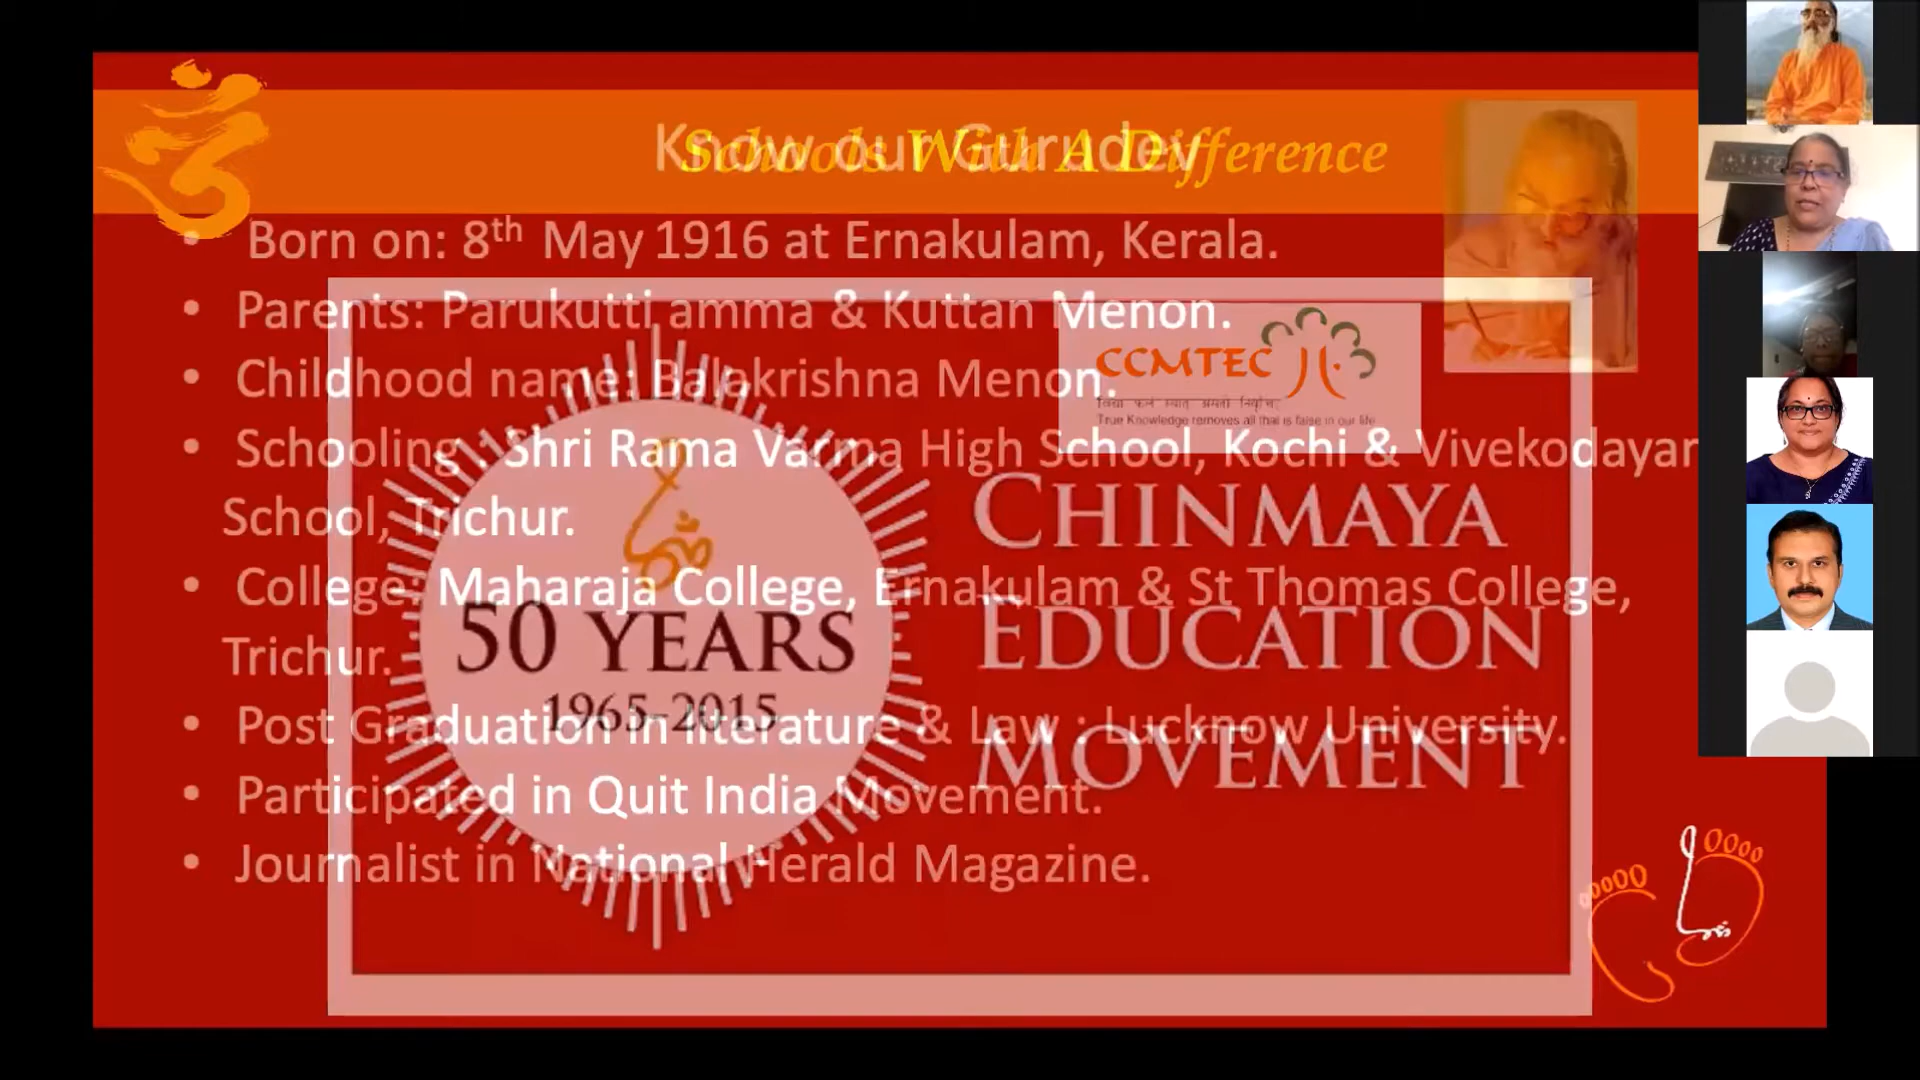 Know our Gurudev
Schools With A Difference
• Born on: 8th May 1916 at Ernakulam, Kerala.
• Parents: Parukutti amma & Kuttan Menon.
CCMTEC
• Childhood name: Balakrishna Menon.
True Knowledge removes all that is false in our life
• Schooling : Shri Rama Varma High School, Kochi & Vivekodayam
School, Trichur.
CHINMAYA
• College: Maharaja College, Ernakulam & St Thomas College,
50 YEARS
EDUCATION
Trichur.
1965-2015
• Post Graduation in literature & Law : Lucknow University.
MOVEMENT
• Participated in Quit India Movement.
• Journalist in National Herald Magazine.